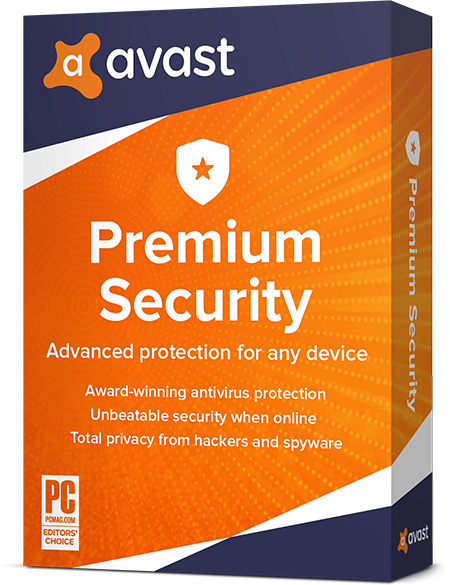 avast
Premium
Security
Advanced protection for any device
Award-winning antivirus protection
Unbeatable security when online
Total privacy from hackers and spyware
PC
PCMAG.COM
EDITORS'
CHOICE
Premium Security
avast